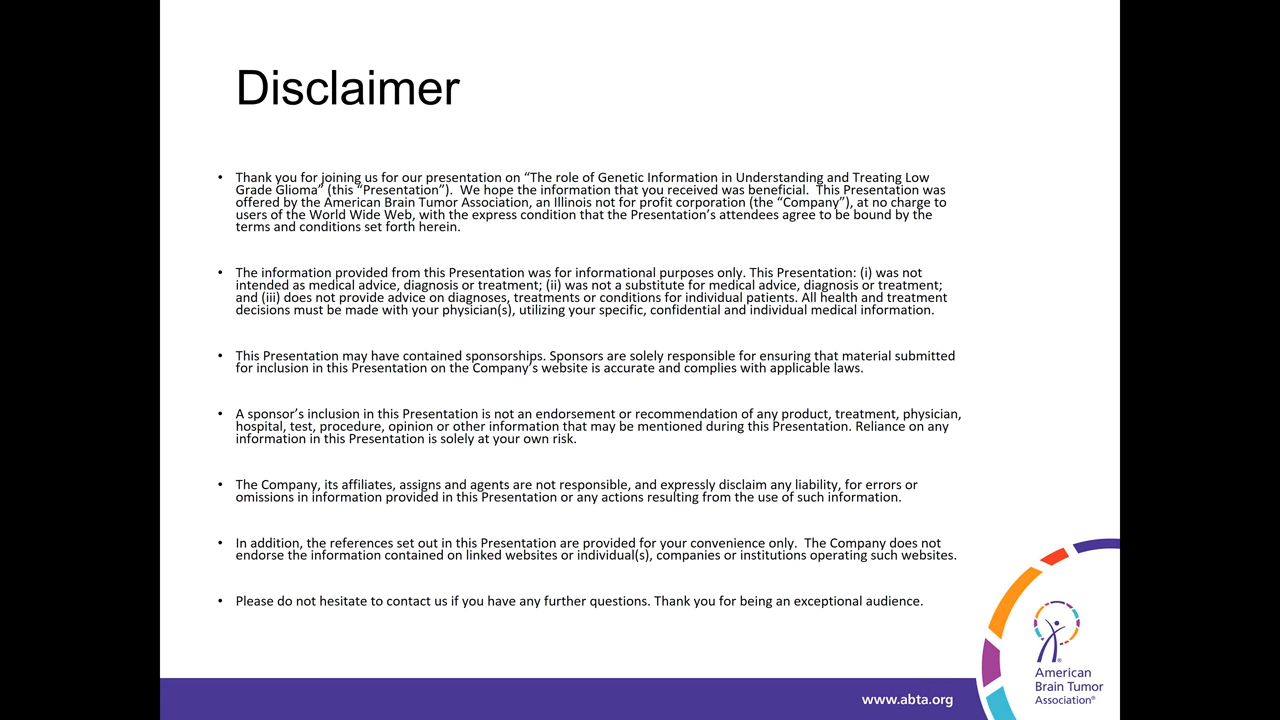 Disclaimer
• Thank you for joining us for our presentation on “The role of Genetic Information in Understanding and Treating Low
Grade Glioma” (this “Presentation”).  We hope the information that you received was beneficial.  This Presentation was
offered by the American Brain Tumor Association, an Illinois not for profit corporation (the “Company”), at no charge to
users of the World Wide Web, with the express condition that the Presentation’s attendees agree to be bound by the
terms and conditions set forth herein.
• The information provided from this Presentation was for informational purposes only. This Presentation: (i) was not
intended as medical advice, diagnosis or treatment; (ii) was not a substitute for medical advice, diagnosis or treatment;
and (iii) does not provide advice on diagnoses, treatments or conditions for individual patients. All health and treatment
decisions must be made with your physician(s), utilizing your specific, confidential and individual medical information.
• This Presentation may have contained sponsorships. Sponsors are solely responsible for ensuring that material submitted
for inclusion in this Presentation on the Company’s website is accurate and complies with applicable laws.
• A sponsor’s inclusion in this Presentation is not an endorsement or recommendation of any product, treatment, physician,
hospital, test, procedure, opinion or other information that may be mentioned during this Presentation. Reliance on any
information in this Presentation is solely at your own risk.
• The Company, its affiliates, assigns and agents are not responsible, and expressly disclaim any liability, for errors or
omissions in information provided in this Presentation or any actions resulting from the use of such information.
• In addition, the references set out in this Presentation are provided for your convenience only.  The Company does not
endorse the information contained on linked websites or individual(s), companies or institutions operating such websites.
• Please do not hesitate to contact us if you have any further questions. Thank you for being an exceptional audience.
www.abta.org
American
Brain Tumor
Association®